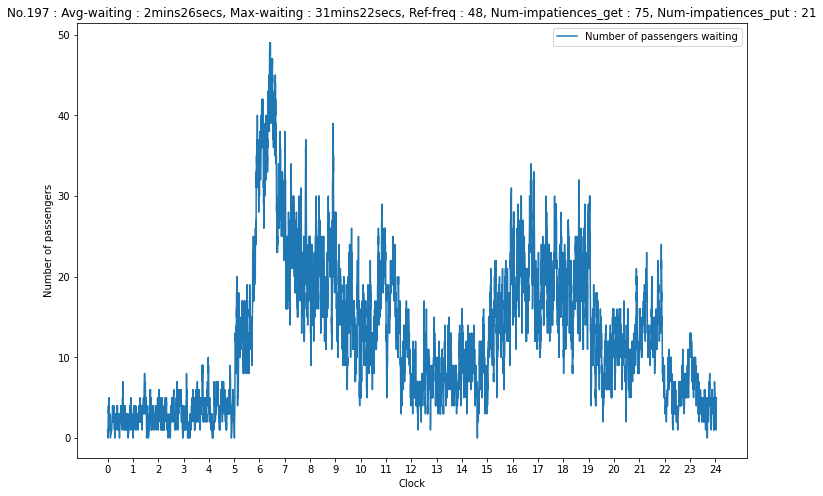 No.197 : Avg-waiting : 2mins26secs, Max-waiting : 31mins22secs, Ref-freq : 48, Num-impatiences_get : 75, Num-impatiences_put : 21
Number of passengers waiting
50
40
30
20
10
0
Number of passengers
0 1 2 3 4 5 6 7 8 9 10 11 12 13 14 15 16 17 18 19 20 21 22 23 24
Clock